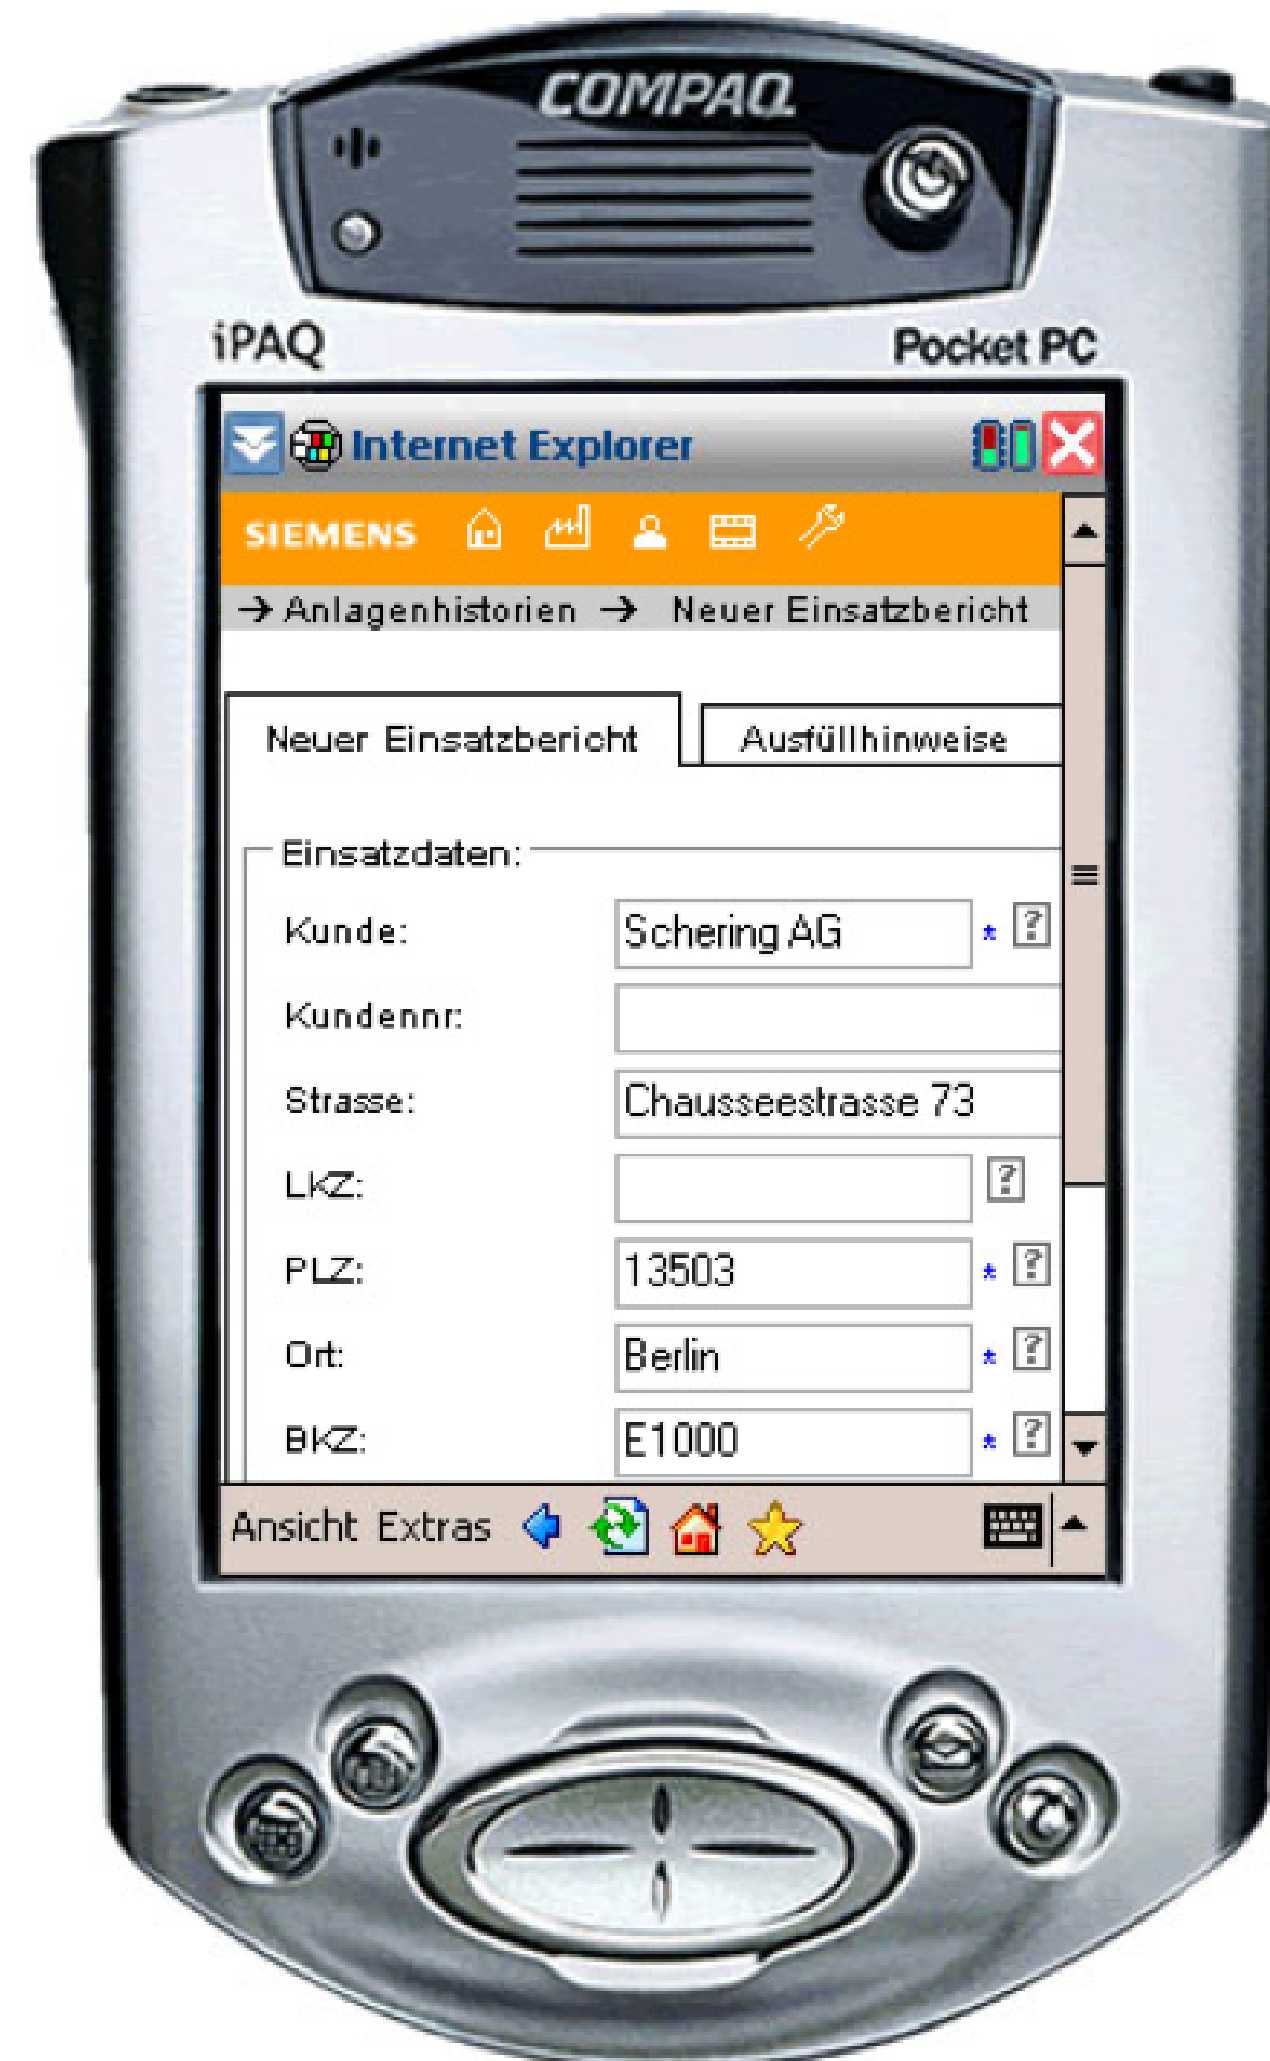 COMPAQ
iPAQ Pocket PC
Internet Explorer
SIEMENS
→ Anlagenhistorien → Neuer Einsatzbericht
Neuer Einsatzbericht Ausfüllhinweise
Einsatzdaten:
Kunde: Schering AG * ?
Kundennr:
Strasse: Chausseestrasse 73
LKZ: ?
PLZ: 13503 * ?
Ort: Berlin * ?
BKZ: E1000 * ?
Ansicht Extras